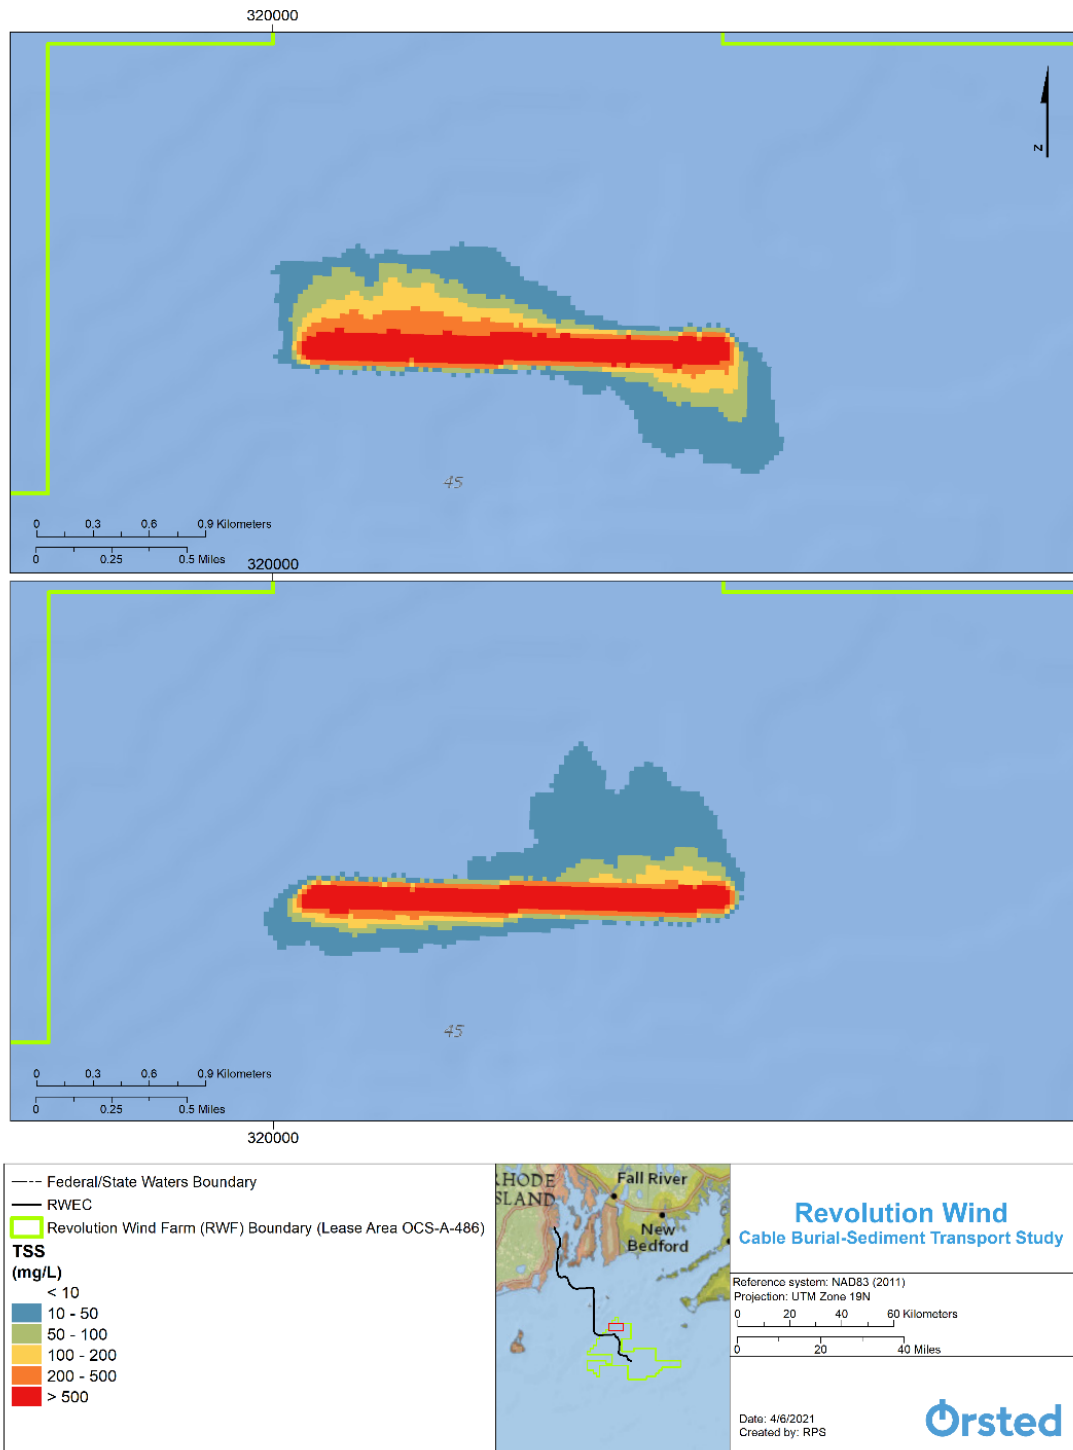 320000
N
45
0 0.3 0.6 0.9 Kilometers
0 0.25 0.5 Miles
320000
45
0 0.3 0.6 0.9 Kilometers
0 0.25 0.5 Miles
320000
Federal/State Waters Boundary
RWEC
Revolution Wind Farm (RWF) Boundary (Lease Area OCS-A-486)
TSS
(mg/L)
< 10
10 - 50
50 - 100
100 - 200
200 - 500
> 500
RHODE
ISLAND
Fall River
New
Bedford
Revolution Wind
Cable Burial-Sediment Transport Study
Reference system: NAD83 (2011)
Projection: UTM Zone 19N
0 20 40 60 Kilometers
0 20 40 Miles
Date: 4/6/2021
Created by: RPS
Ørsted